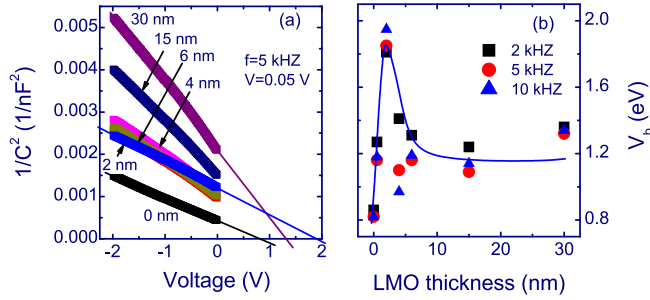 (a)
30 nm
15 nm
6 nm
4 nm
f=5 kHZ
V=0.05 V
2 nm
0 nm
1/C² (1/nF²)
0.005
0.004
0.003
0.002
0.001
0.000
-2 -1 0 1 2
Voltage (V)
(b)
2 kHZ
5 kHZ
10 kHZ
2.0
1.6
1.2
0.8
V_b (eV)
0 10 20 30
LMO thickness (nm)